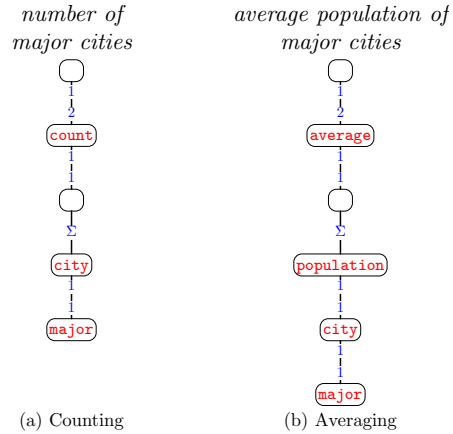 number of
major cities
1
2
count
1
1
Σ
city
1
1
major
(a) Counting
average population of
major cities
1
2
average
1
1
Σ
population
1
1
city
1
1
major
(b) Averaging